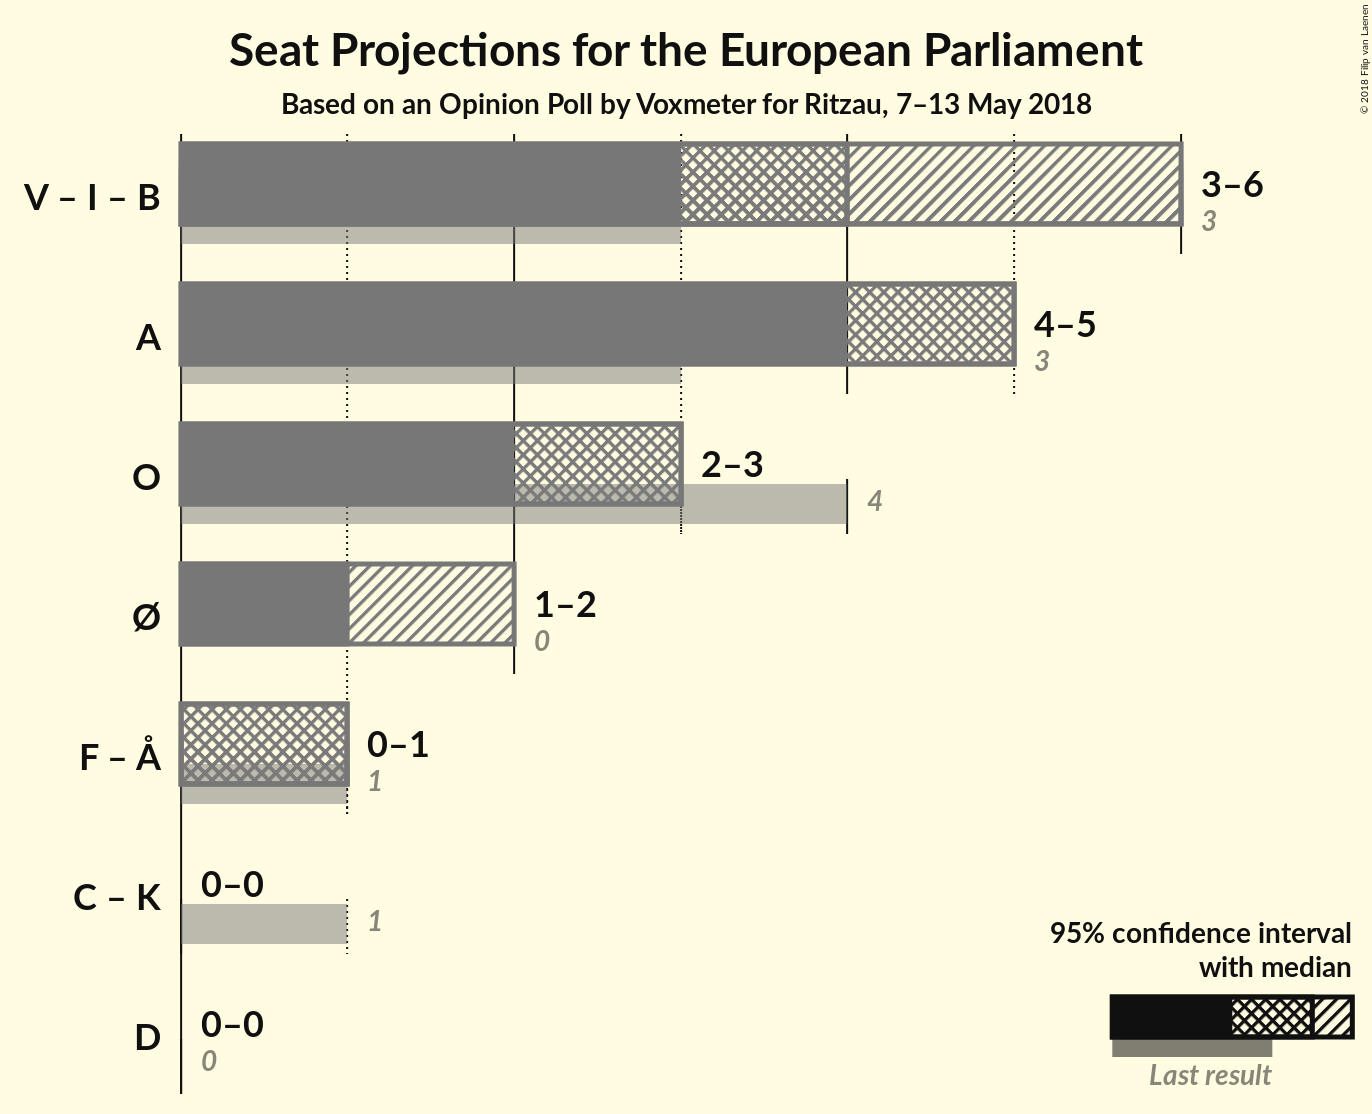 Seat Projections for the European Parliament
Based on an Opinion Poll by Voxmeter for Ritzau, 7–13 May 2018
© 2018 Filip van Laenen
V – I – B
3–6
3
A
4–5
3
O
2–3
4
Ø
1–2
0
F – Å
0–1
1
C – K
0–0
1
D
0–0
0
95% confidence interval
with median
Last result